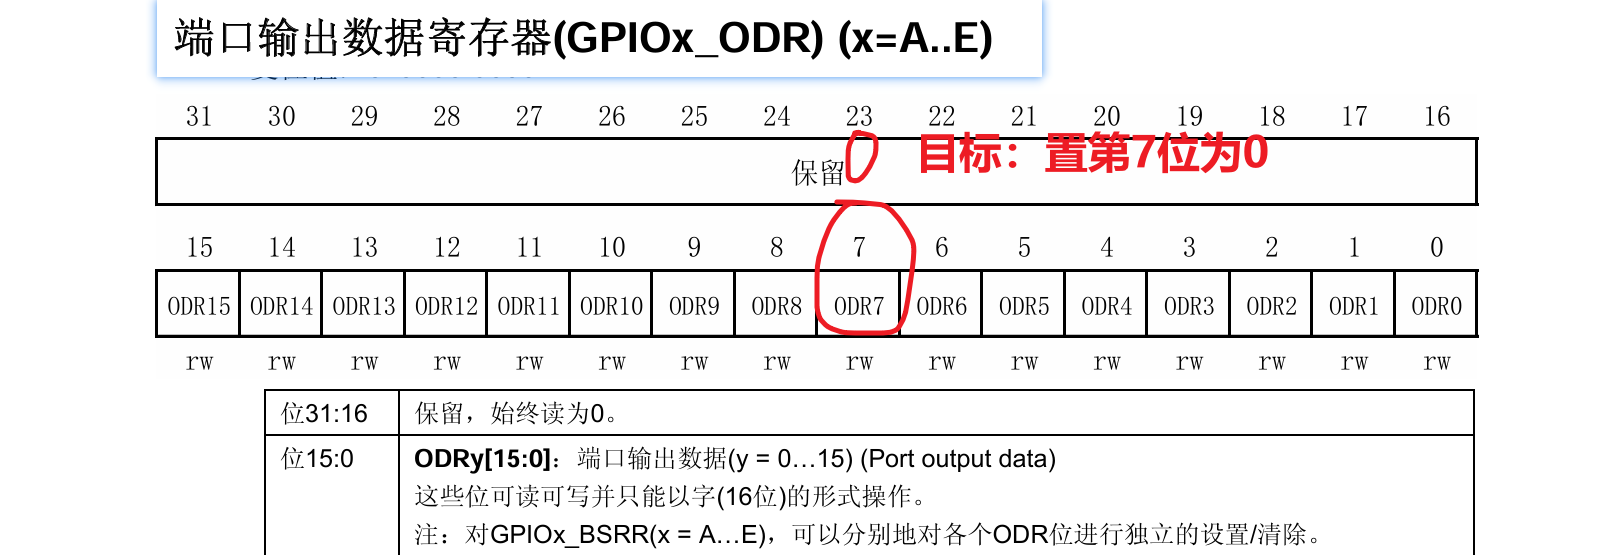 端口输出数据寄存器(GPIOx_ODR) (x=A..E)
31 30 29 28 27 26 25 24 23 22 21 20 19 18 17 16
保留
目标：置第7位为0
15 14 13 12 11 10 9 8 7 6 5 4 3 2 1 0
ODR15 ODR14 ODR13 ODR12 ODR11 ODR10 ODR9 ODR8 ODR7 ODR6 ODR5 ODR4 ODR3 ODR2 ODR1 ODR0
rw rw rw rw rw rw rw rw rw rw rw rw rw rw rw rw
位31:16 保留，始终读为0。
位15:0 ODRy[15:0]：端口输出数据(y = 0…15) (Port output data)
这些位可读可写并只能以字(16位)的形式操作。
注：对GPIOx_BSRR(x = A…E)，可以分别地对各个ODR位进行独立的设置/清除。